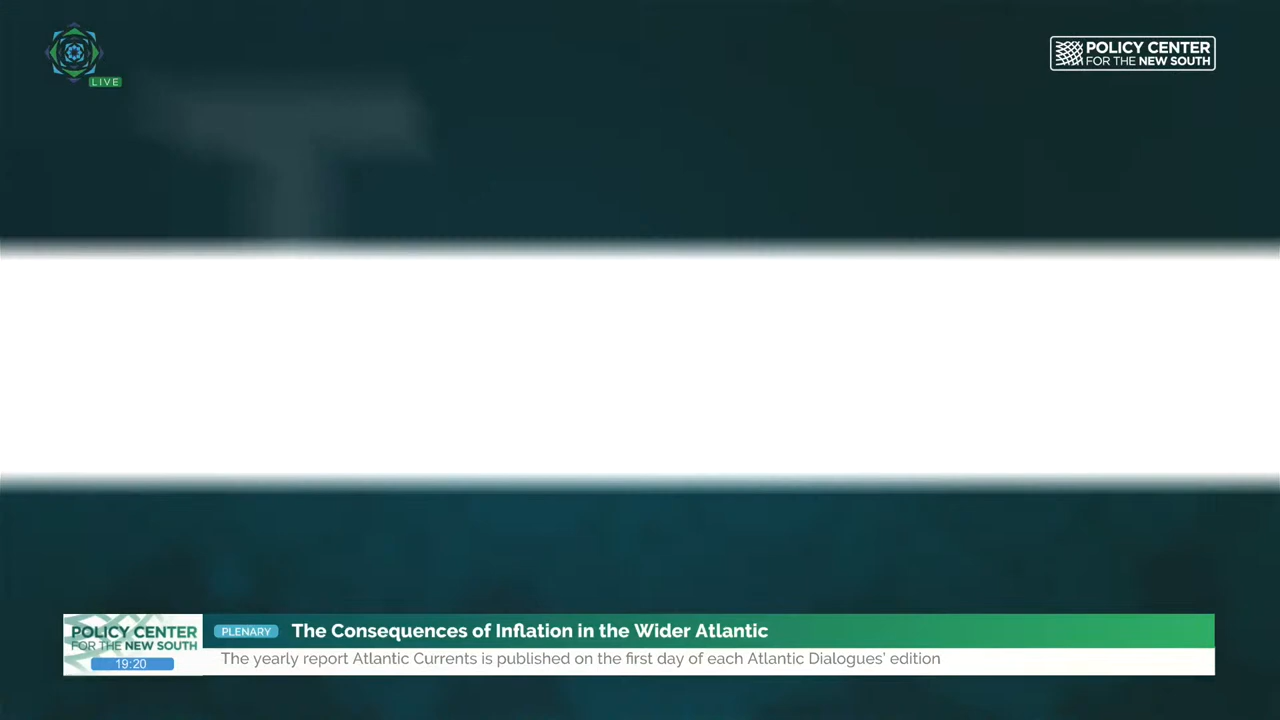 LIVE
POLICY CENTER
FOR THE NEW SOUTH
POLICY CENTER
FOR THE NEW SOUTH
19:20
PLENARY
The Consequences of Inflation in the Wider Atlantic
The yearly report Atlantic Currents is published on the first day of each Atlantic Dialogues' edition